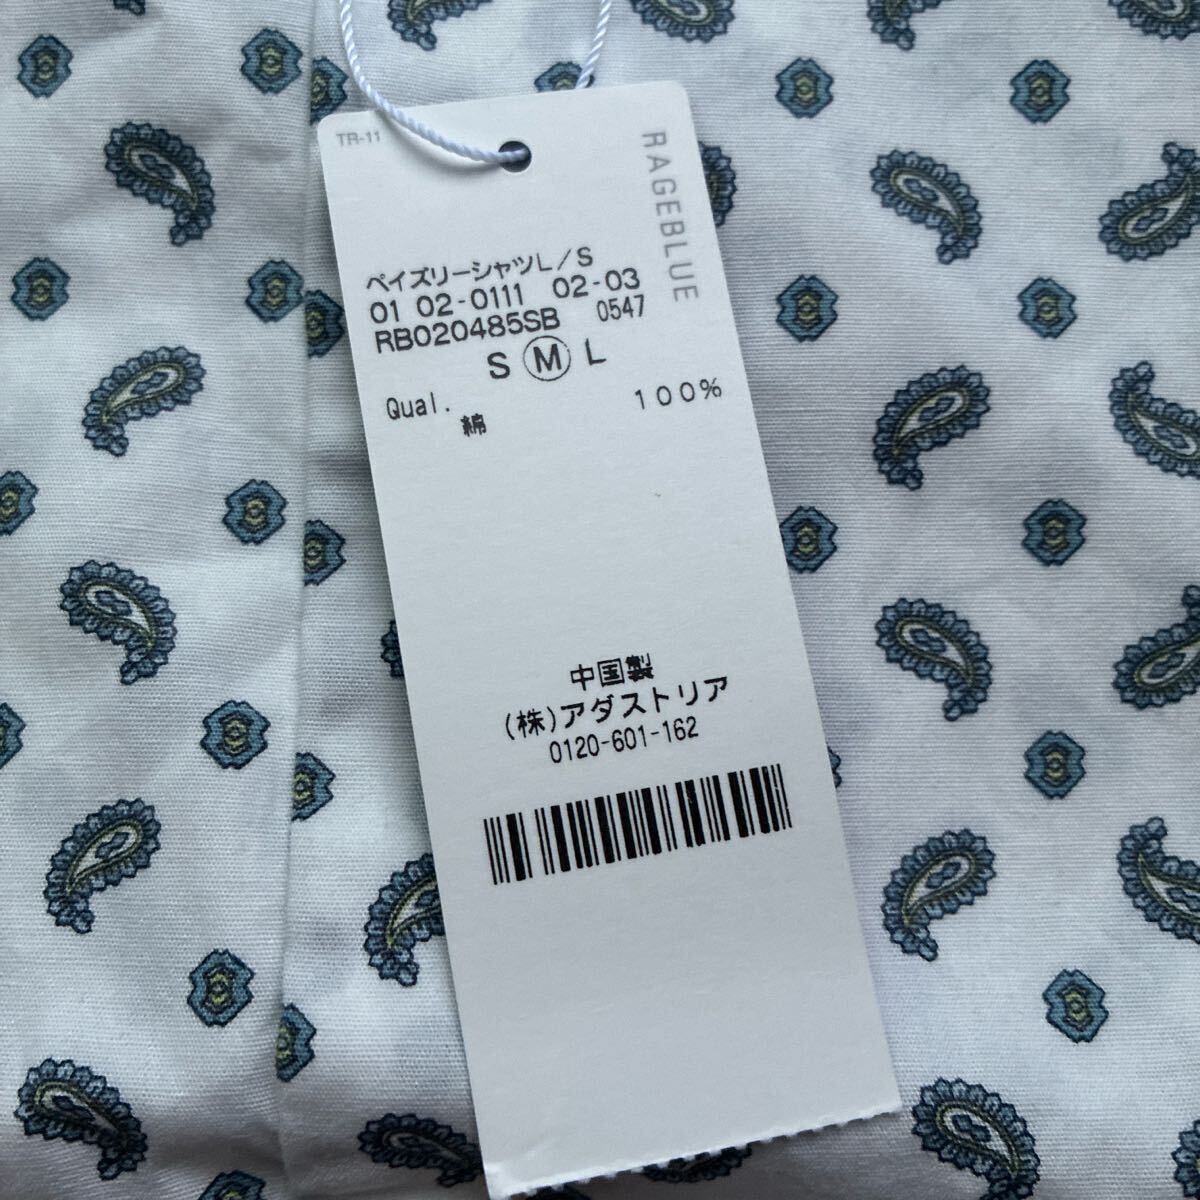 TR-11
RAGEBLUE
ペイズリーシャツL/S
01 02-0111 02-03
RB020485SB 0547
S M L
Qual. 100%
綿
中国製
(株)アダストリア
0120-601-162